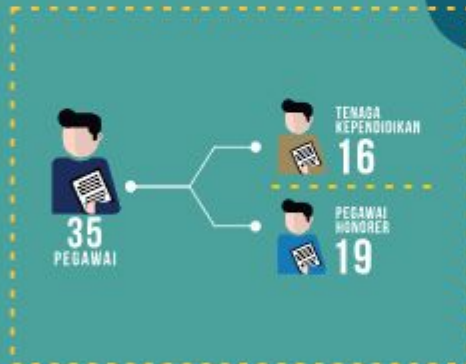 35
PEGAWAI
TENAGA
KEPENDIDIKAN
16
PEGAWAI
HONORER
19